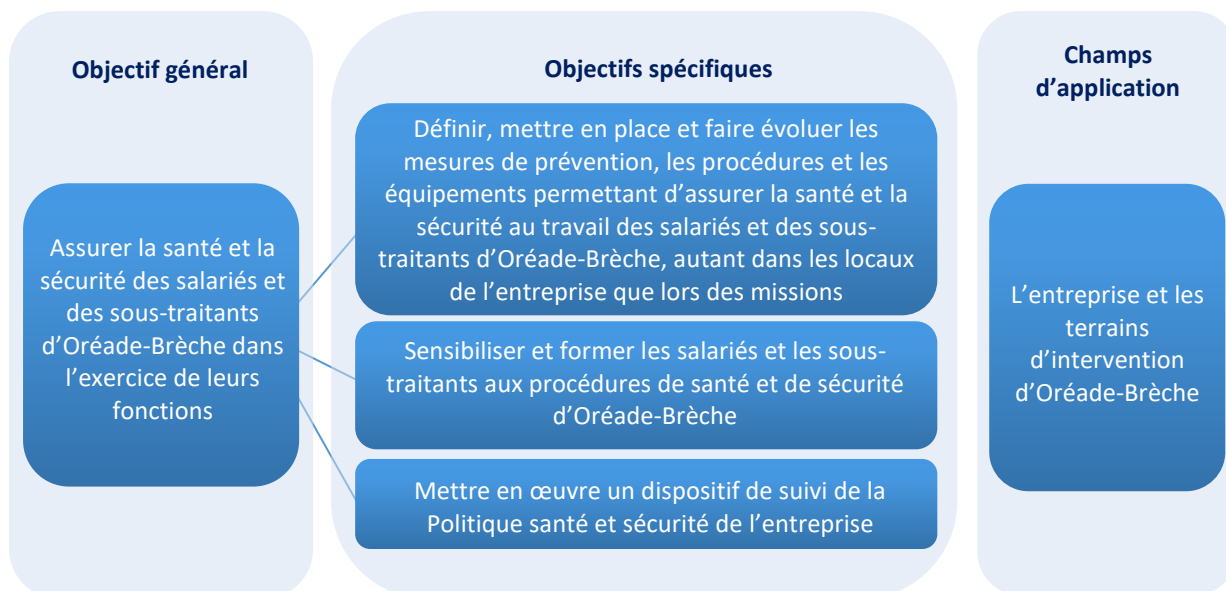 Objectif général
Assurer la santé et la
sécurité des salariés et
des sous-traitants
d’Oréade-Brèche dans
l’exercice de leurs
fonctions
Objectifs spécifiques
Définir, mettre en place et faire évoluer les
mesures de prévention, les procédures et les
équipements permettant d’assurer la santé et la
sécurité au travail des salariés et des sous-
traitants d’Oréade-Brèche, autant dans les locaux
de l’entreprise que lors des missions
Sensibiliser et former les salariés et les sous-
traitants aux procédures de santé et de sécurité
d’Oréade-Brèche
Mettre en œuvre un dispositif de suivi de la
Politique santé et sécurité de l’entreprise
Champs
d’application
L’entreprise et les
terrains
d’intervention
d’Oréade-Brèche